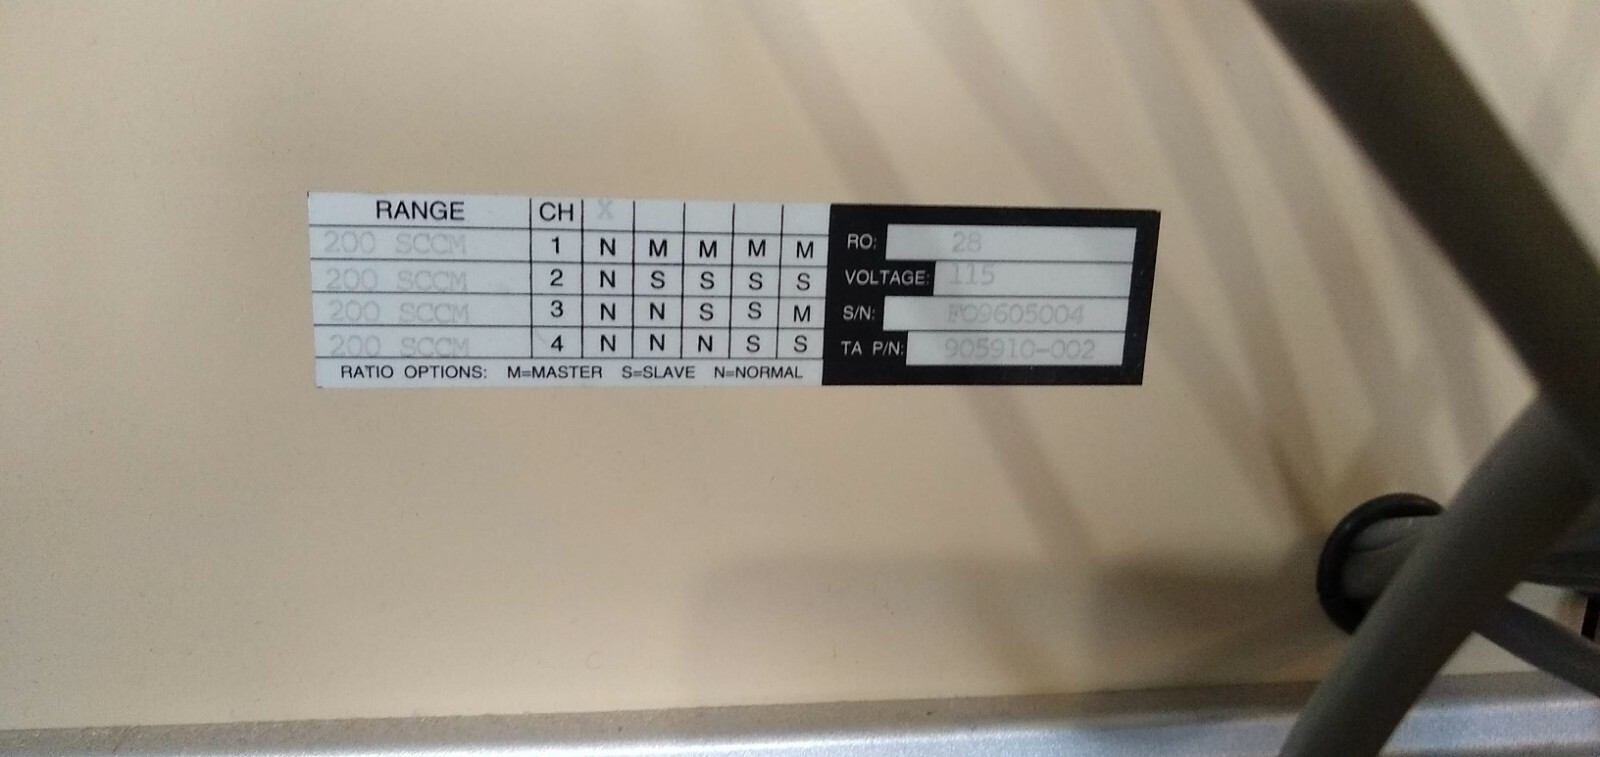 RANGE CH X
200 SCCM 1 N M M M M
200 SCCM 2 N S S S S
200 SCCM 3 N N S S M
200 SCCM 4 N N N S S
RATIO OPTIONS: M=MASTER S=SLAVE N=NORMAL
RO: 28
VOLTAGE: 115
S/N: F09605004
TA P/N: 905910-002